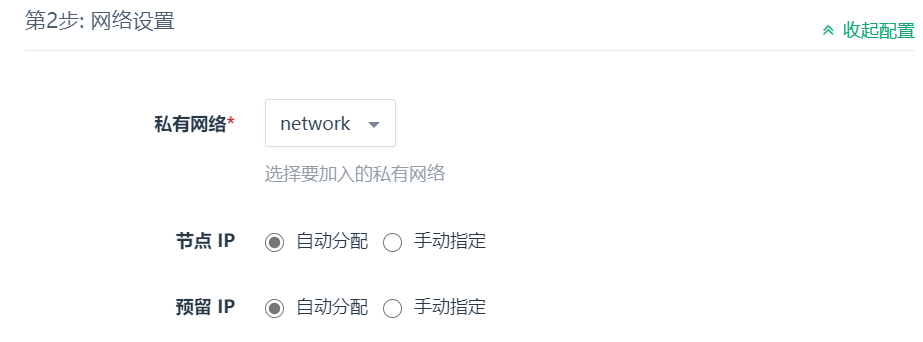 第2步: 网络设置
收起配置
私有网络* network
选择要加入的私有网络
节点 IP 自动分配 手动指定
预留 IP 自动分配 手动指定